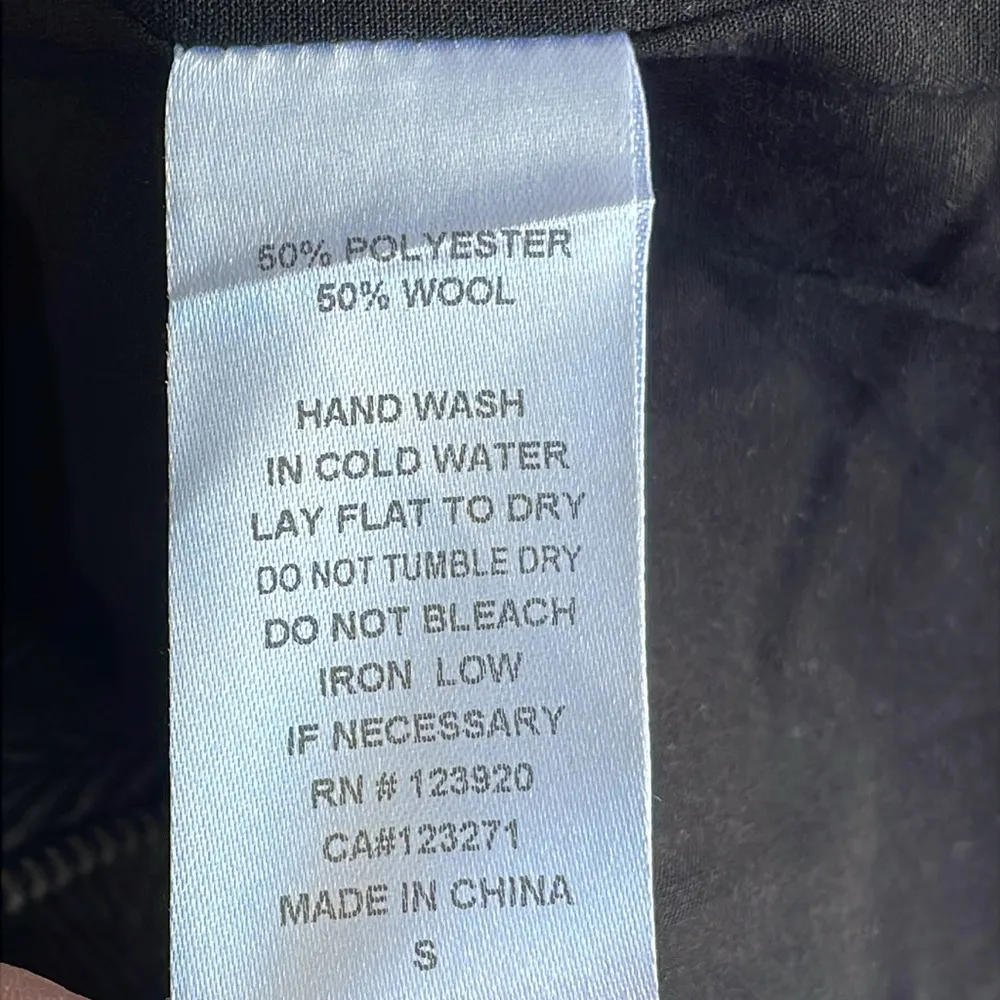 50% POLYESTER
50% WOOL
HAND WASH
IN COLD WATER
LAY FLAT TO DRY
DO NOT TUMBLE DRY
DO NOT BLEACH
IRON LOW
IF NECESSARY
RN # 123920
CA#123271
MADE IN CHINA
S